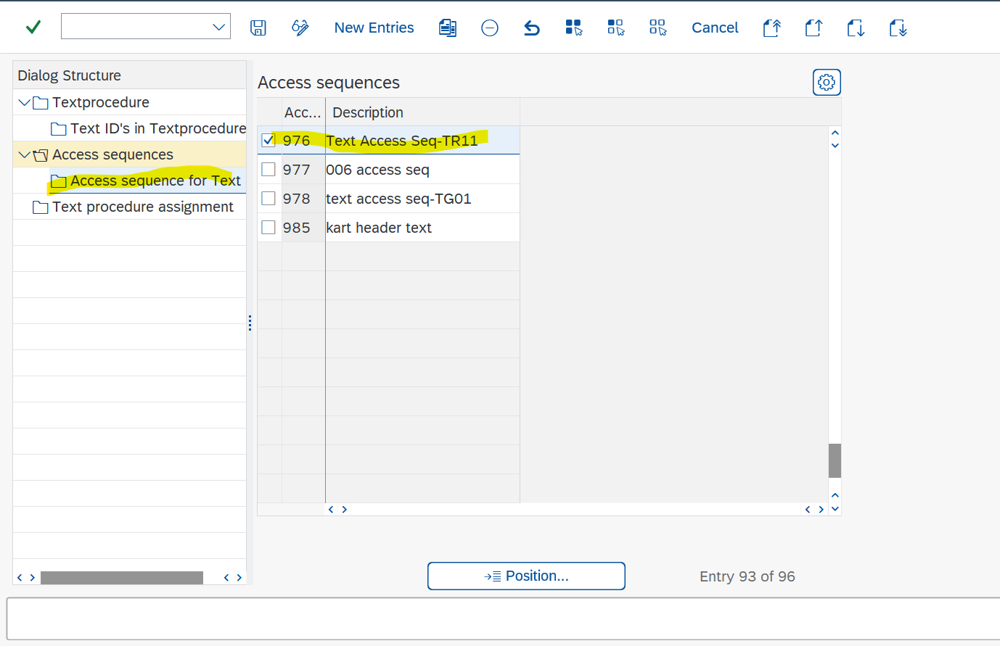 New Entries
Cancel
Dialog Structure
Textprocedure
Text ID's in Textprocedure
Access sequences
Access sequence for Text
Text procedure assignment
Access sequences
Acc... Description
976 Text Access Seq-TR11
977 006 access seq
978 text access seq-TG01
985 kart header text
Position...
Entry 93 of 96